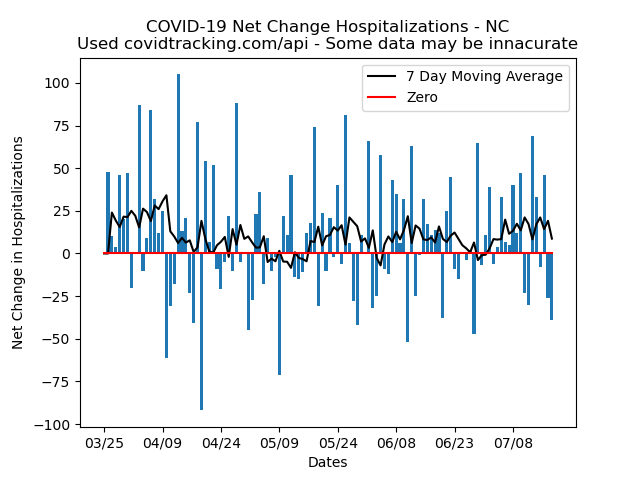 COVID-19 Net Change Hospitalizations - NC
Used covidtracking.com/api - Some data may be innacurate
7 Day Moving Average
Zero
Net Change in Hospitalizations
100
75
50
25
0
−25
−50
−75
−100
03/25 04/09 04/24 05/09 05/24 06/08 06/23 07/08
Dates